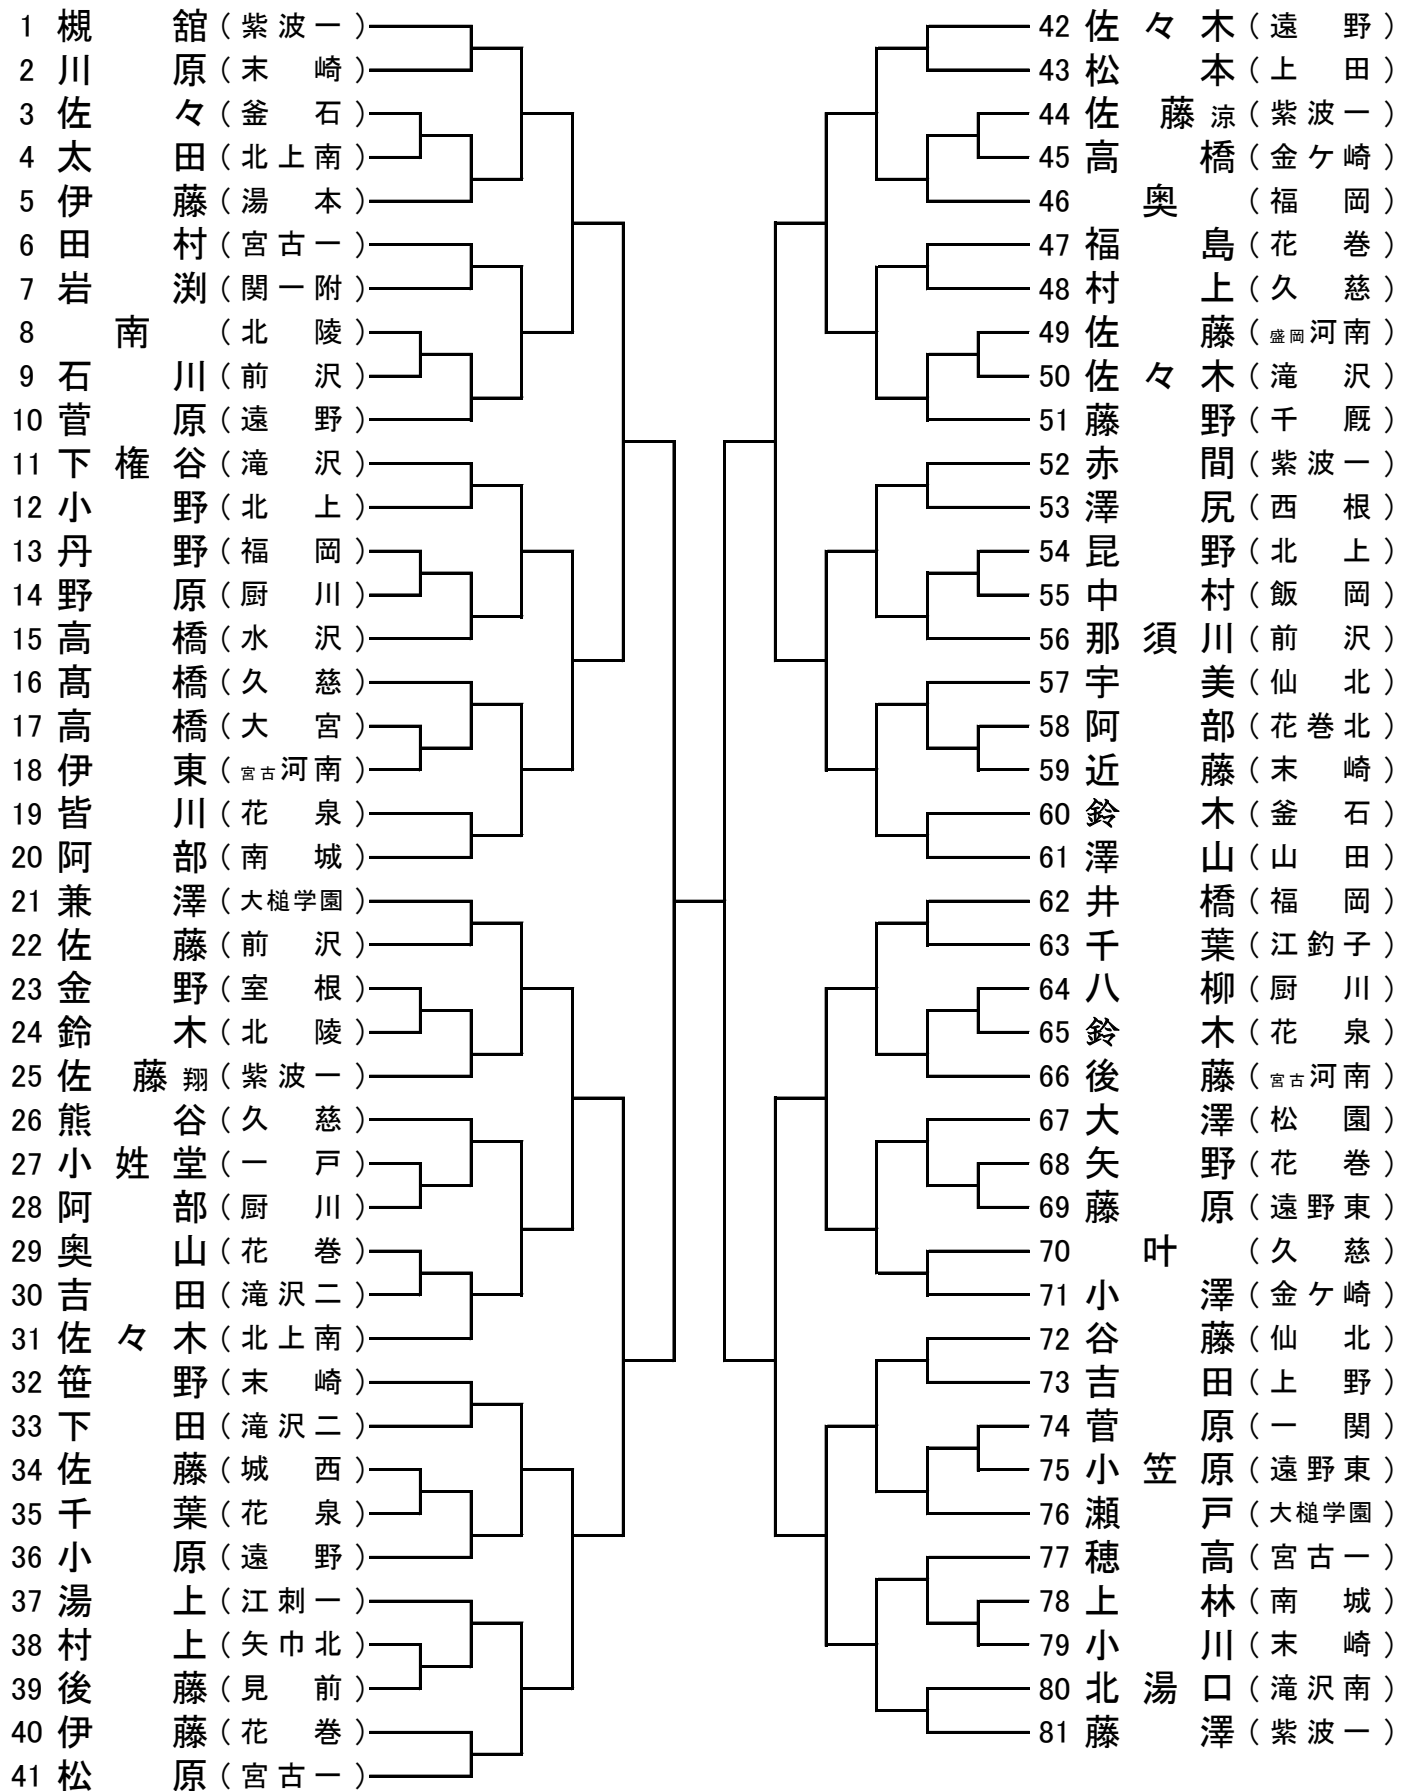 1 槻舘（紫波一）
2 川原（末崎）
3 佐々（釜石）
4 太田（北上南）
5 伊藤（湯本）
6 田村（宮古一）
7 岩渕（関一附）
8 南（北陵）
9 石川（前沢）
10 菅原（遠野）
11 下権谷（滝沢）
12 小野（北上）
13 丹野（福岡）
14 野原（厨川）
15 高橋（水沢）
16 髙橋（久慈）
17 高橋（大宮）
18 伊東（宮古河南）
19 皆川（花泉）
20 阿部（南城）
21 兼澤（大槌学園）
22 佐藤（前沢）
23 金野（室根）
24 鈴木（北陵）
25 佐藤翔（紫波一）
26 熊谷（久慈）
27 小姓堂（一戸）
28 阿部（厨川）
29 奥山（花巻）
30 吉田（滝沢二）
31 佐々木（北上南）
32 笹野（末崎）
33 下田（滝沢二）
34 佐藤（城西）
35 千葉（花泉）
36 小原（遠野）
37 湯上（江刺一）
38 村上（矢巾北）
39 後藤（見前）
40 伊藤（花巻）
41 松原（宮古一）
42 佐々木（遠野）
43 松本（上田）
44 佐藤涼（紫波一）
45 高橋（金ケ崎）
46 奥（福岡）
47 福島（花巻）
48 村上（久慈）
49 佐藤（盛岡河南）
50 佐々木（滝沢）
51 藤野（千厩）
52 赤間（紫波一）
53 澤尻（西根）
54 昆野（北上）
55 中村（飯岡）
56 那須川（前沢）
57 宇美（仙北）
58 阿部（花巻北）
59 近藤（末崎）
60 鈴木（釜石）
61 澤山（山田）
62 井橋（福岡）
63 千葉（江釣子）
64 八柳（厨川）
65 鈴木（花泉）
66 後藤（宮古河南）
67 大澤（松園）
68 矢野（花巻）
69 藤原（遠野東）
70 叶（久慈）
71 小澤（金ケ崎）
72 谷藤（仙北）
73 吉田（上野）
74 菅原（一関）
75 小笠原（遠野東）
76 瀬戸（大槌学園）
77 穂高（宮古一）
78 上林（南城）
79 小川（末崎）
80 北湯口（滝沢南）
81 藤澤（紫波一）